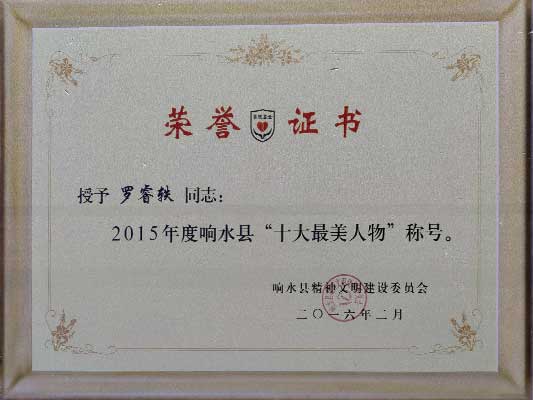 荣誉证书
授予 罗睿轶 同志：
2015年度响水县“十大最美人物”称号。
响水县精神文明建设委员会
二〇一六年二月